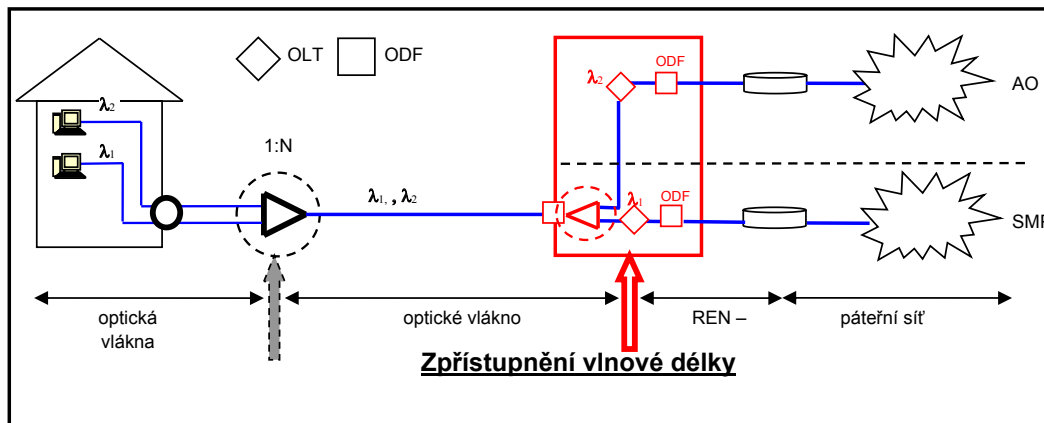 OLT ODF
ODF
λ2
AO
λ2
1:N
λ1
λ1, , λ2
λ1
ODF
SMP
optická
vlákna
optické vlákno
REN –
páteřní síť
Zpřístupnění vlnové délky